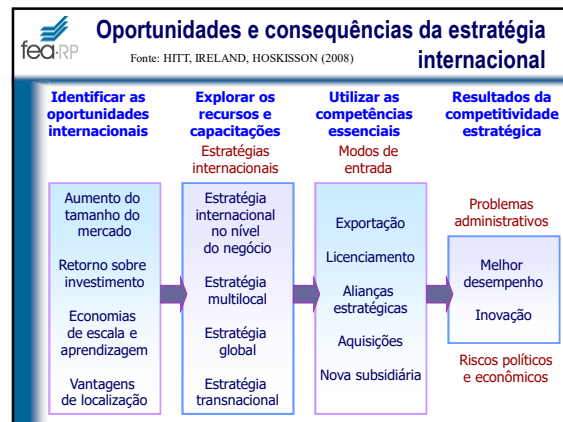 Oportunidades e consequências da estratégia
internacional
fea-RP
Fonte: HITT, IRELAND, HOSKISSON (2008)
Identificar as
oportunidades
internacionais
Aumento do
tamanho do
mercado
Retorno sobre
investimento
Economias
de escala e
aprendizagem
Vantagens
de localização
Explorar os
recursos e
capacitações
Estratégias
internacionais
Estratégia
internacional
no nível
do negócio
Estratégia
multilocal
Estratégia
global
Estratégia
transnacional
Utilizar as
competências
essenciais
Modos de
entrada
Exportação
Licenciamento
Alianças
estratégicas
Aquisições
Nova subsidiária
Resultados da
competitividade
estratégica
Problemas
administrativos
Melhor
desempenho
Inovação
Riscos políticos
e econômicos